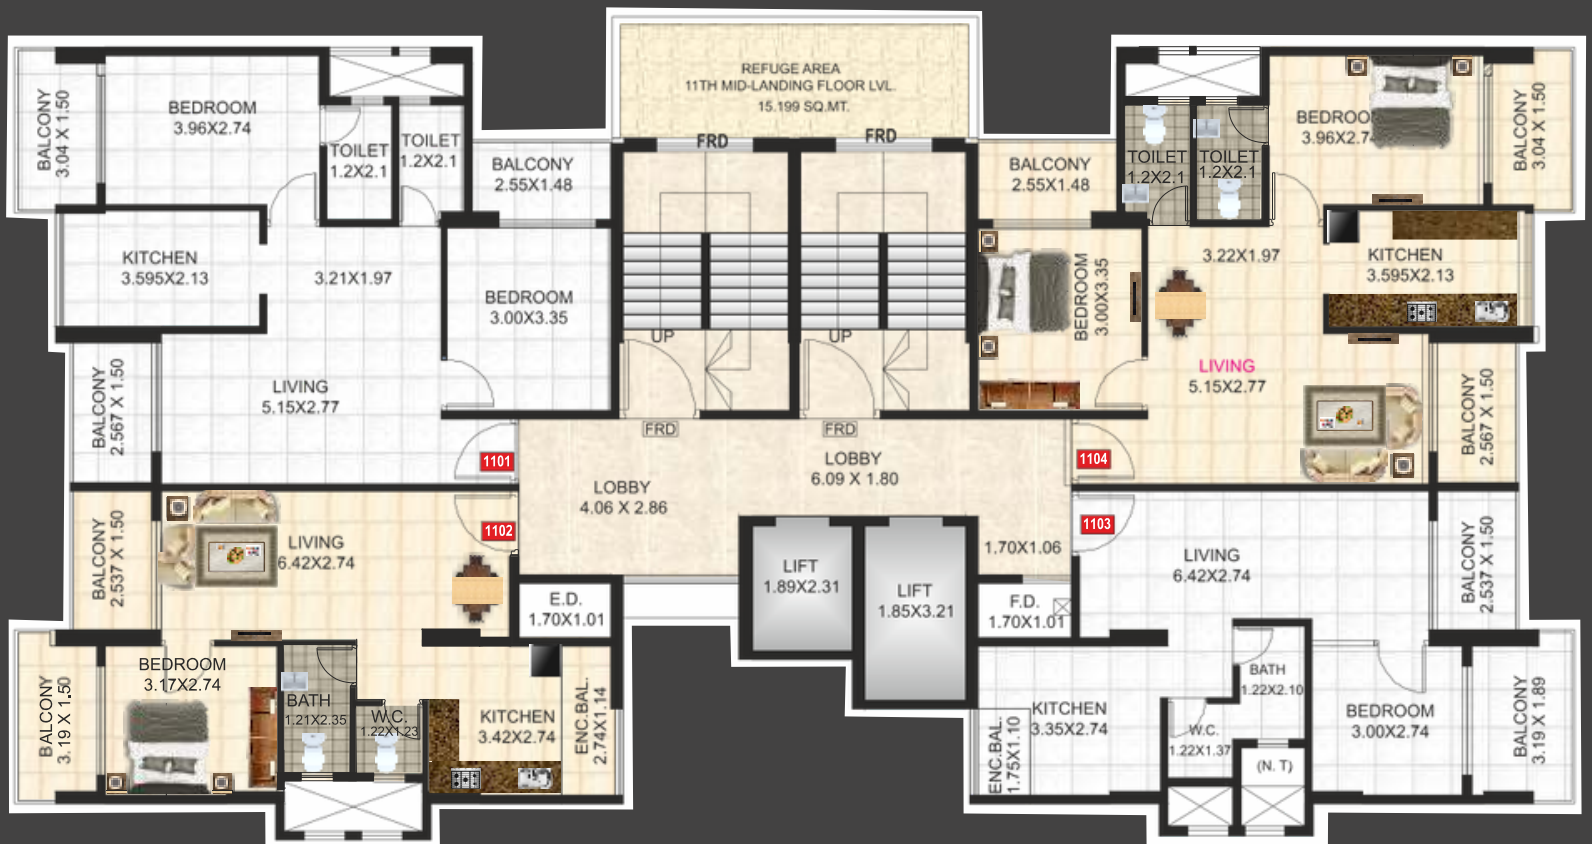 REFUGE AREA
11TH MID-LANDING FLOOR LVL.
15.199 SQ.MT.
FRD
FRD
BALCONY
3.04 X 1.50
BEDROOM
3.96X2.74
TOILET
1.2X2.1
TOILET
1.2X2.1
BALCONY
2.55X1.48
KITCHEN
3.595X2.13
3.21X1.97
BEDROOM
3.00X3.35
LIVING
5.15X2.77
BALCONY
2.567 X 1.50
1101
UP
UP
FRD
FRD
BALCONY
2.55X1.48
TOILET
1.2X2.1
TOILET
1.2X2.1
BEDROO
3.96X2.74
BALCONY
3.04 X 1.50
BEDROOM
3.00X3.35
3.22X1.97
KITCHEN
3.595X2.13
LIVING
5.15X2.77
BALCONY
2.567 X 1.50
1104
LOBBY
4.06 X 2.86
LOBBY
6.09 X 1.80
1102
BALCONY
2.537 X 1.50
LIVING
6.42X2.74
E.D.
1.70X1.01
BALCONY
3.19 X 1.50
BEDROOM
3.17X2.74
BATH
1.21X2.35
W.C.
1.22X1.23
KITCHEN
3.42X2.74
ENC.BAL.
2.74X1.14
LIFT
1.89X2.31
LIFT
1.85X3.21
1.70X1.06
F.D.
1.70X1.01
1103
LIVING
6.42X2.74
BALCONY
2.537 X 1.50
KITCHEN
3.35X2.74
ENC.BAL.
1.75X1.10
BATH
1.22X2.10
W.C.
1.22X1.37
(N. T)
BEDROOM
3.00X2.74
BALCONY
3.19 X 1.89